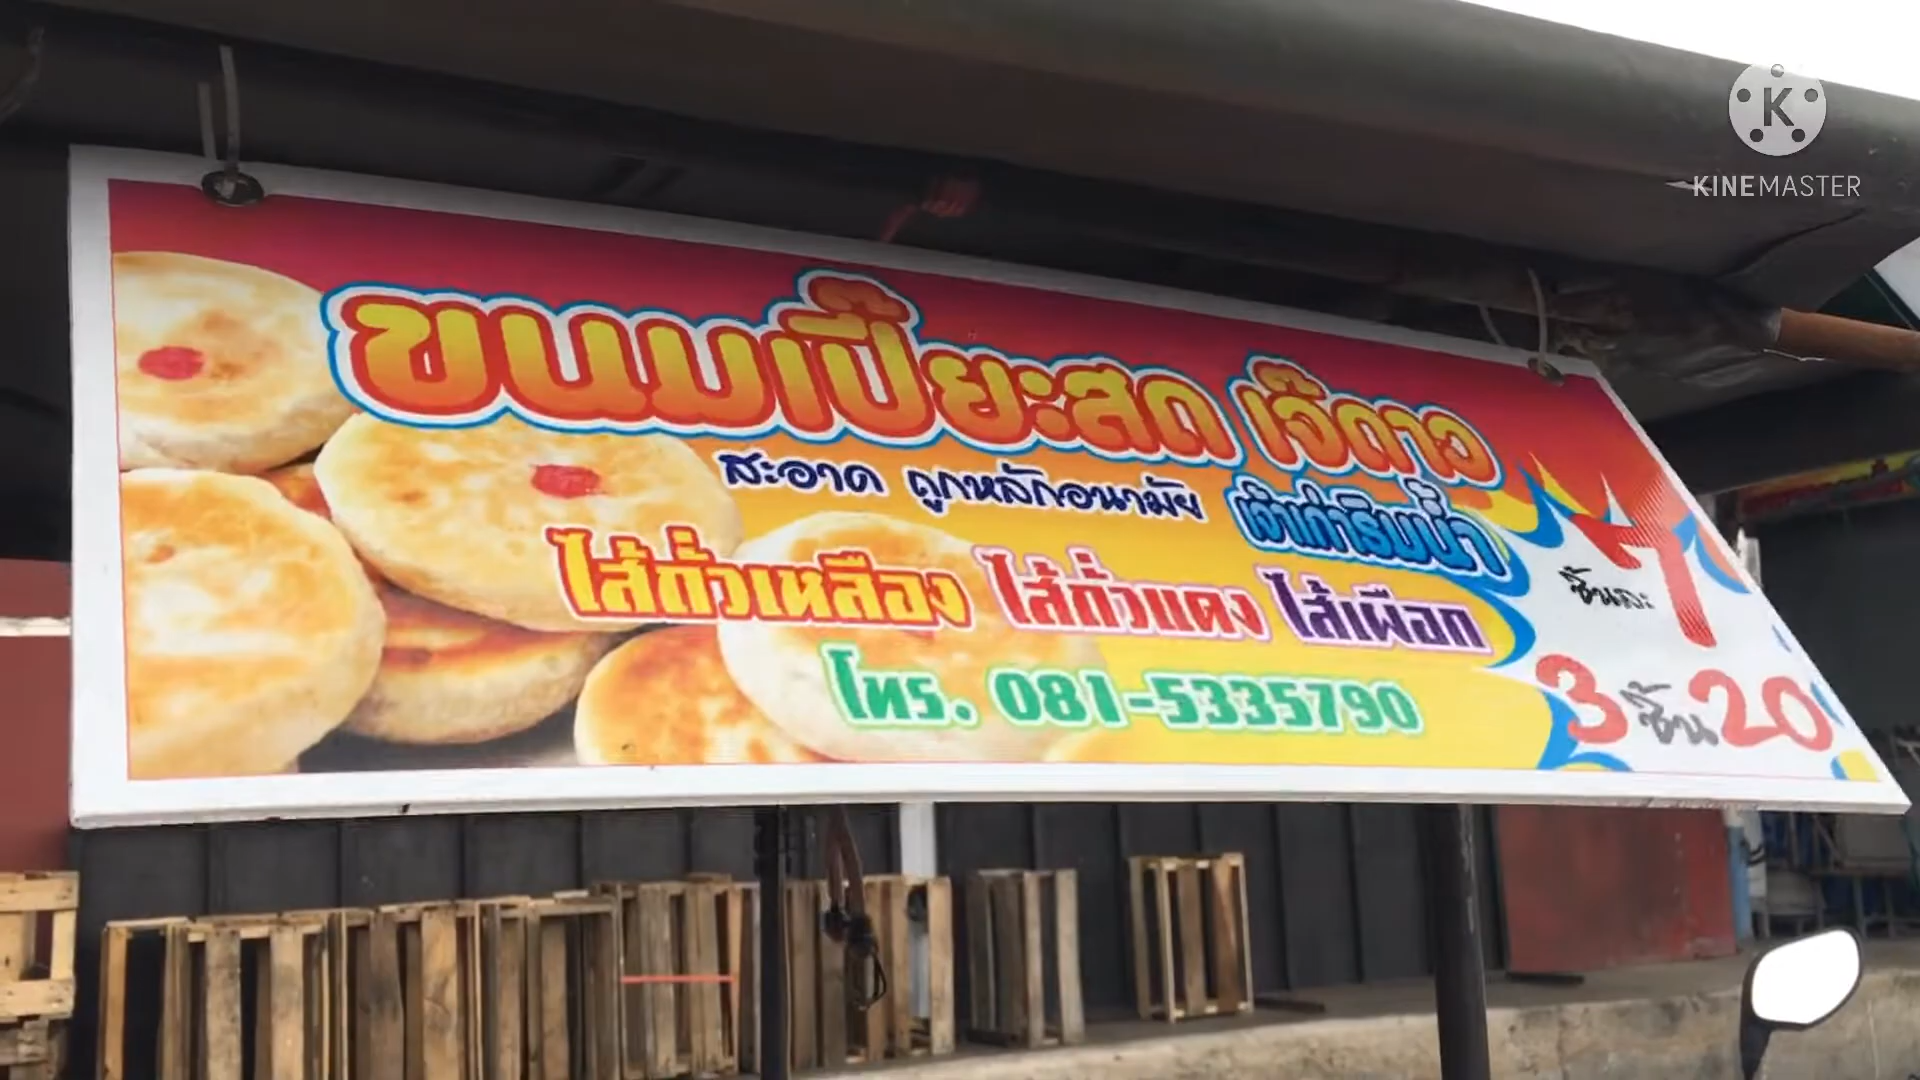 KINEMASTER
ขนมเปี๊ยะสด เจ๊ดาว
สะอาด ถูกหลักอนามัย เจ้าเก่าริมน้ำ
ไส้ถั่วเหลือง ไส้ถั่วแดง ไส้เผือก
ชิ้นละ 7
3 ชิ้น 20
โทร. 081-5335790